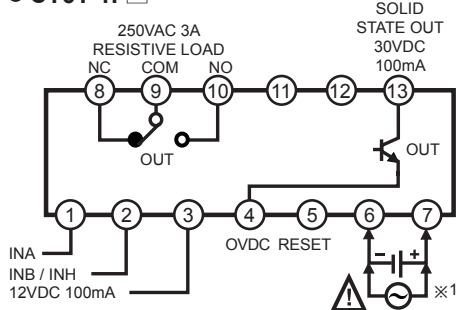 SOLID
STATE OUT
30VDC
100mA
250VAC 3A
RESISTIVE LOAD
NC COM NO
8 9 10 11 12 13
OUT
OUT
1 2 3 4 5 6 7
INA
0VDC RESET
INB / INH
12VDC 100mA
- +
※1